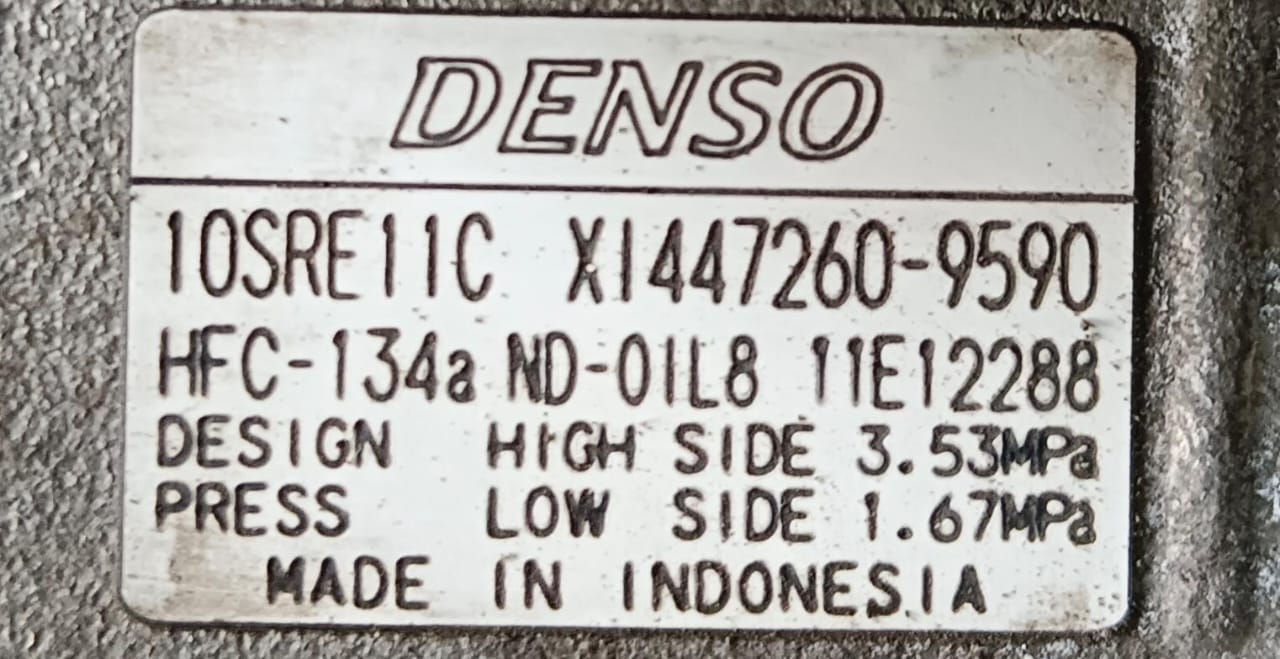 DENSO
10SRE11C X1447260-9590
HFC-134a ND-OIL8 11E12288
DESIGN HIGH SIDE 3.53MPa
PRESS LOW SIDE 1.67MPa
MADE IN INDONESIA